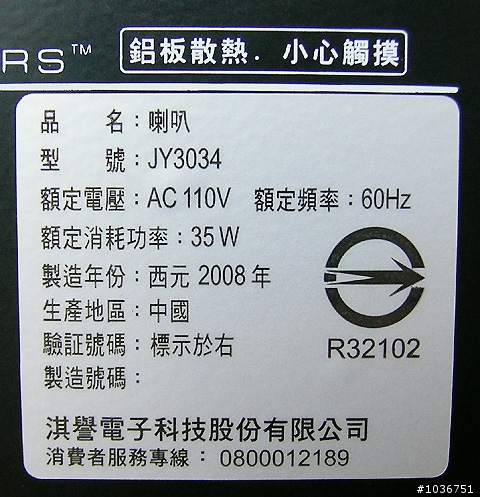 RS™
鋁板散熱．小心觸摸
品　　名：喇叭
型　　號：JY3034
額定電壓：AC 110V　額定頻率：60Hz
額定消耗功率：35W
製造年份：西元 2008 年
生產地區：中國
驗証號碼：標示於右
R32102
製造號碼：
淇譽電子科技股份有限公司
消費者服務專線：0800012189
#1036751